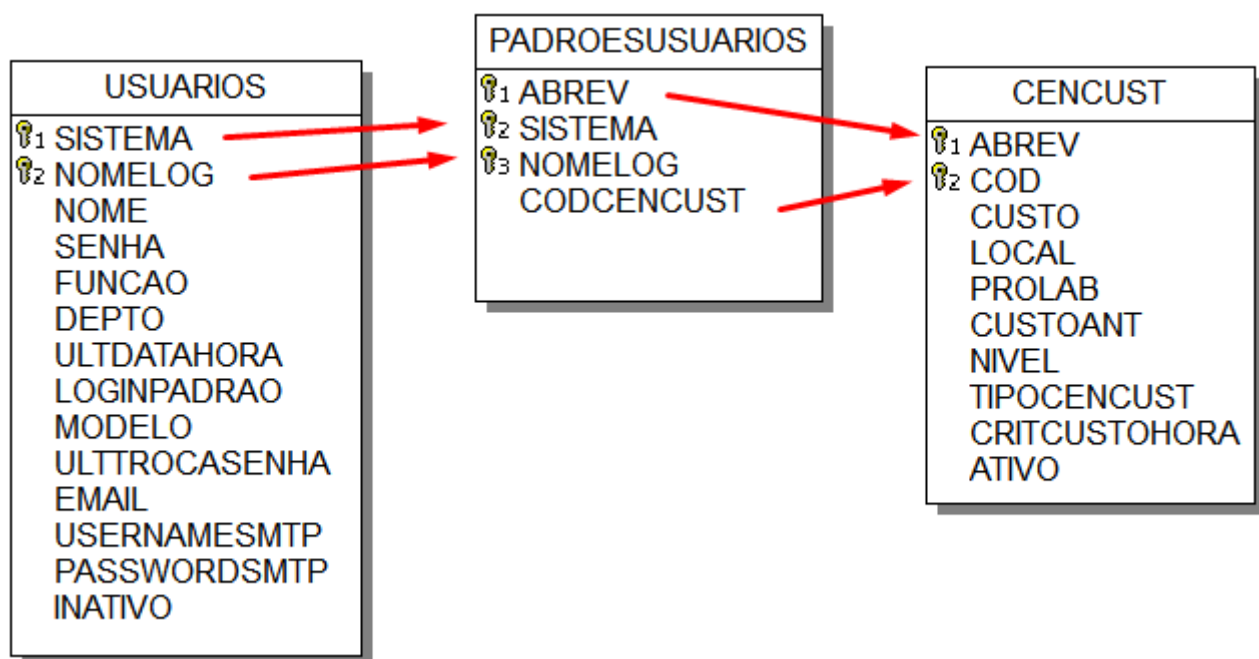 USUARIOS
1 SISTEMA
2 NOMELOG
NOME
SENHA
FUNCAO
DEPTO
ULTDATAHORA
LOGINPADRAO
MODELO
ULTTROCASENHA
EMAIL
USERNAMESMTP
PASSWORDSMTP
INATIVO
PADROESUSUARIOS
1 ABREV
2 SISTEMA
3 NOMELOG
CODCENCUST
CENCUST
1 ABREV
2 COD
CUSTO
LOCAL
PROLAB
CUSTOANT
NIVEL
TIPOCENCUST
CRITCUSTOHORA
ATIVO